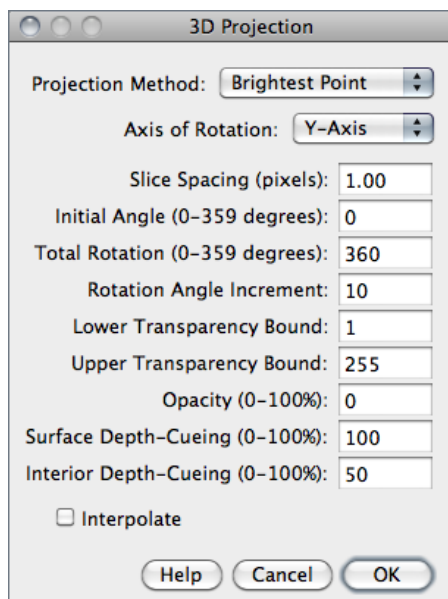 3D Projection
Projection Method: Brightest Point
Axis of Rotation: Y-Axis
Slice Spacing (pixels): 1.00
Initial Angle (0-359 degrees): 0
Total Rotation (0-359 degrees): 360
Rotation Angle Increment: 10
Lower Transparency Bound: 1
Upper Transparency Bound: 255
Opacity (0-100%): 0
Surface Depth-Cueing (0-100%): 100
Interior Depth-Cueing (0-100%): 50
Interpolate
Help Cancel OK